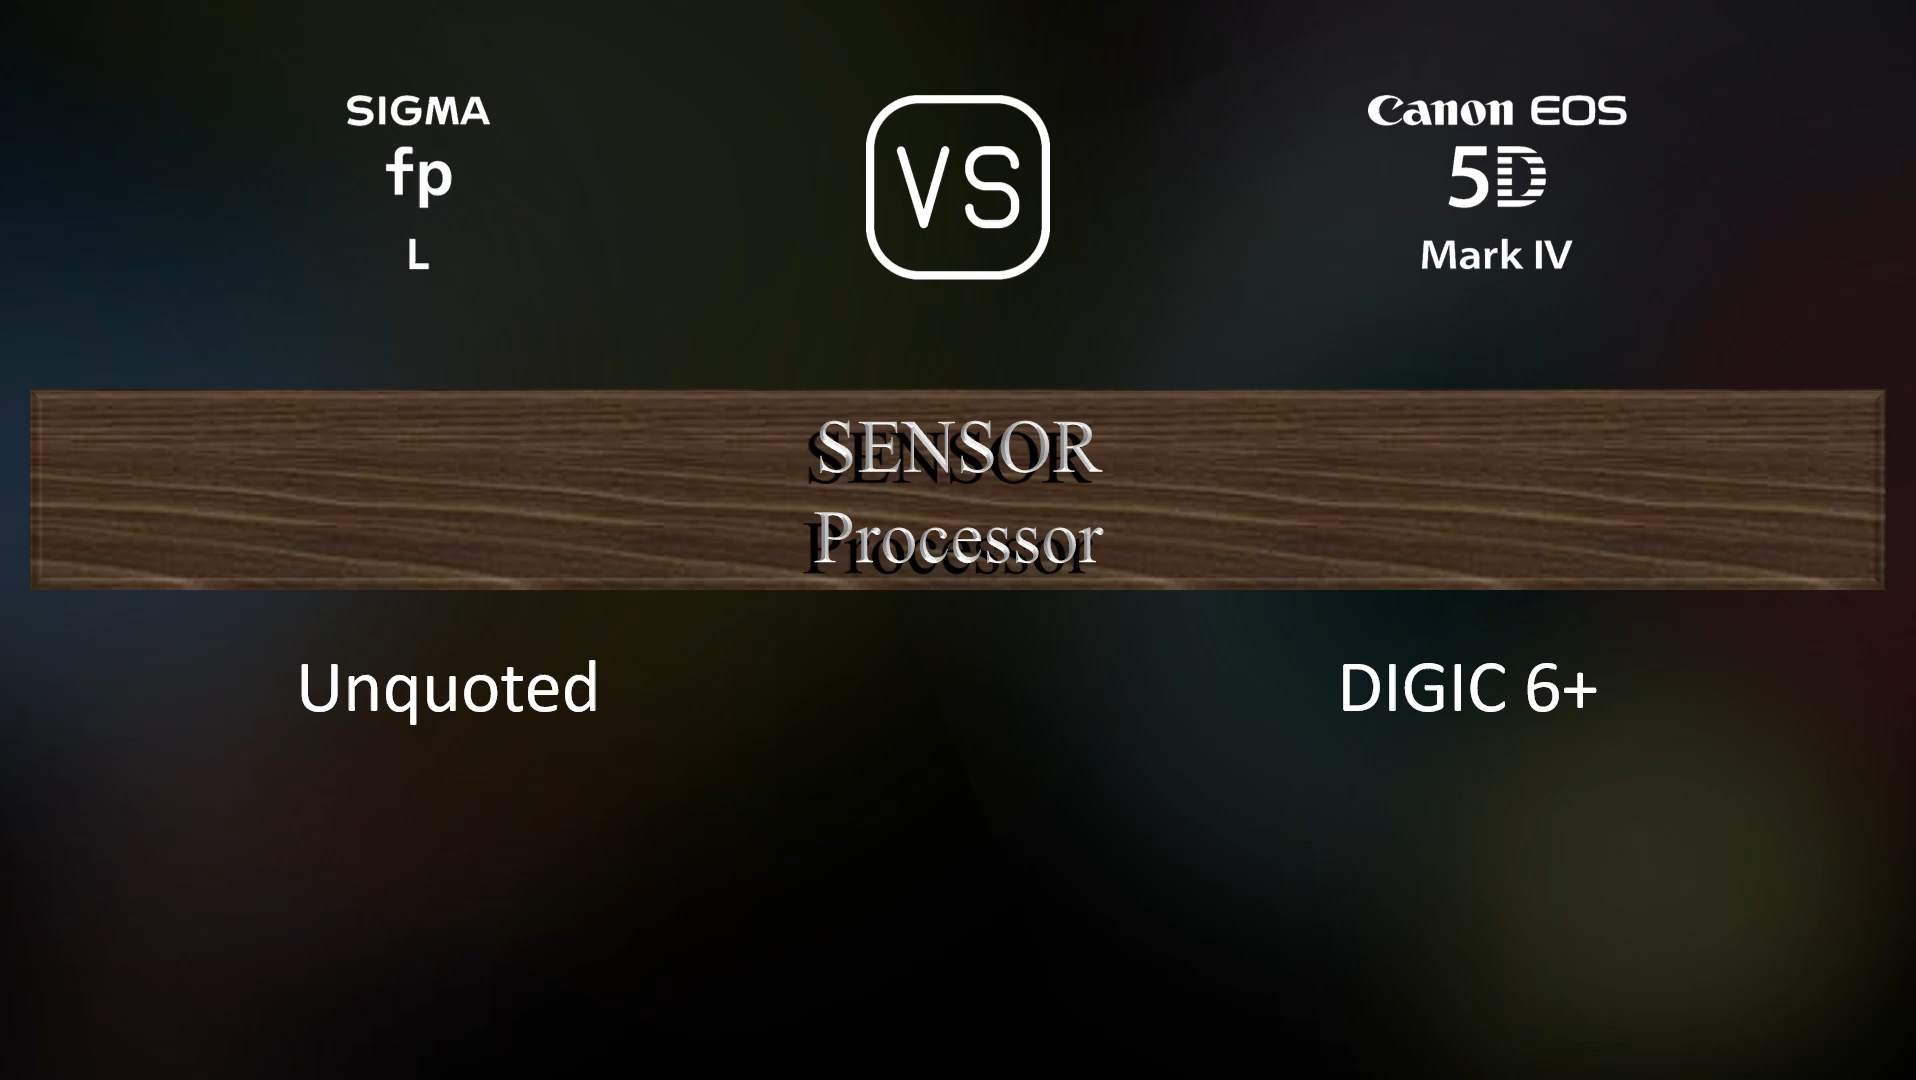 SIGMA
fp
L
VS
Canon EOS
5D
Mark IV
SENSOR
Processor
Unquoted
DIGIC 6+